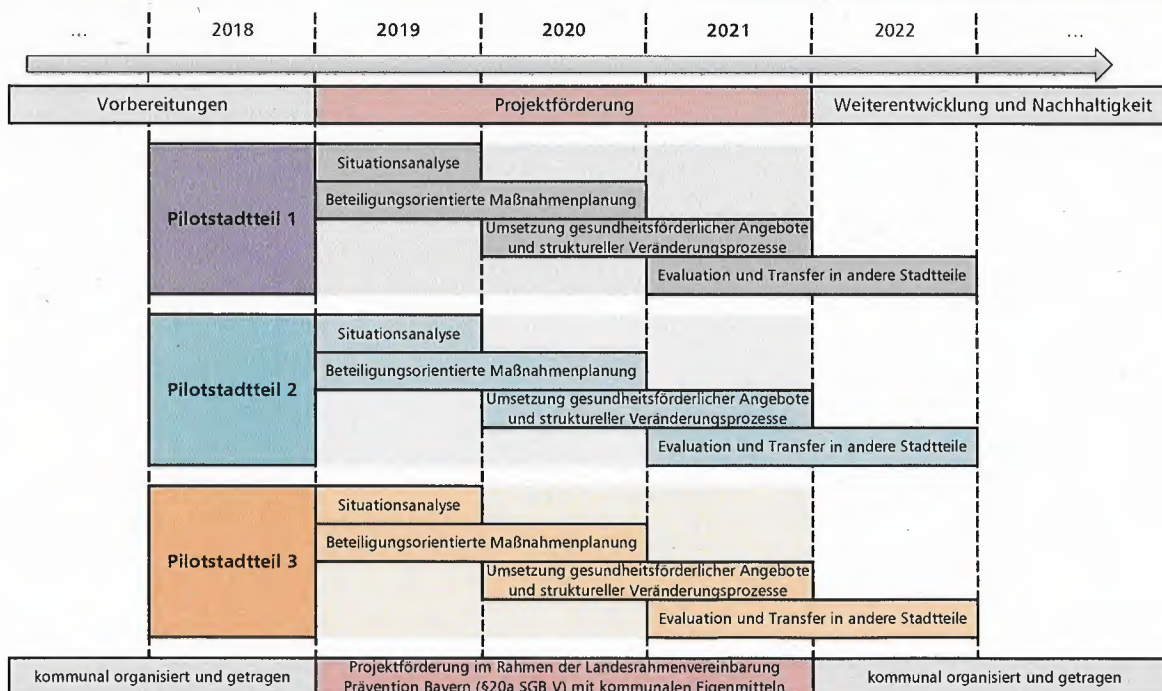 ... 2018 2019 2020 2021 2022 ...
Vorbereitungen Projektförderung Weiterentwicklung und Nachhaltigkeit
Pilotstadtteil 1
Situationsanalyse
Beteiligungsorientierte Maßnahmenplanung
Umsetzung gesundheitsförderlicher Angebote
und struktureller Veränderungsprozesse
Evaluation und Transfer in andere Stadtteile
Pilotstadtteil 2
Situationsanalyse
Beteiligungsorientierte Maßnahmenplanung
Umsetzung gesundheitsförderlicher Angebote
und struktureller Veränderungsprozesse
Evaluation und Transfer in andere Stadtteile
Pilotstadtteil 3
Situationsanalyse
Beteiligungsorientierte Maßnahmenplanung
Umsetzung gesundheitsförderlicher Angebote
und struktureller Veränderungsprozesse
Evaluation und Transfer in andere Stadtteile
kommunal organisiert und getragen
Projektförderung im Rahmen der Landesrahmenvereinbarung
Prävention Bayern (§20a SGB V) mit kommunalen Eigenmitteln
kommunal organisiert und getragen